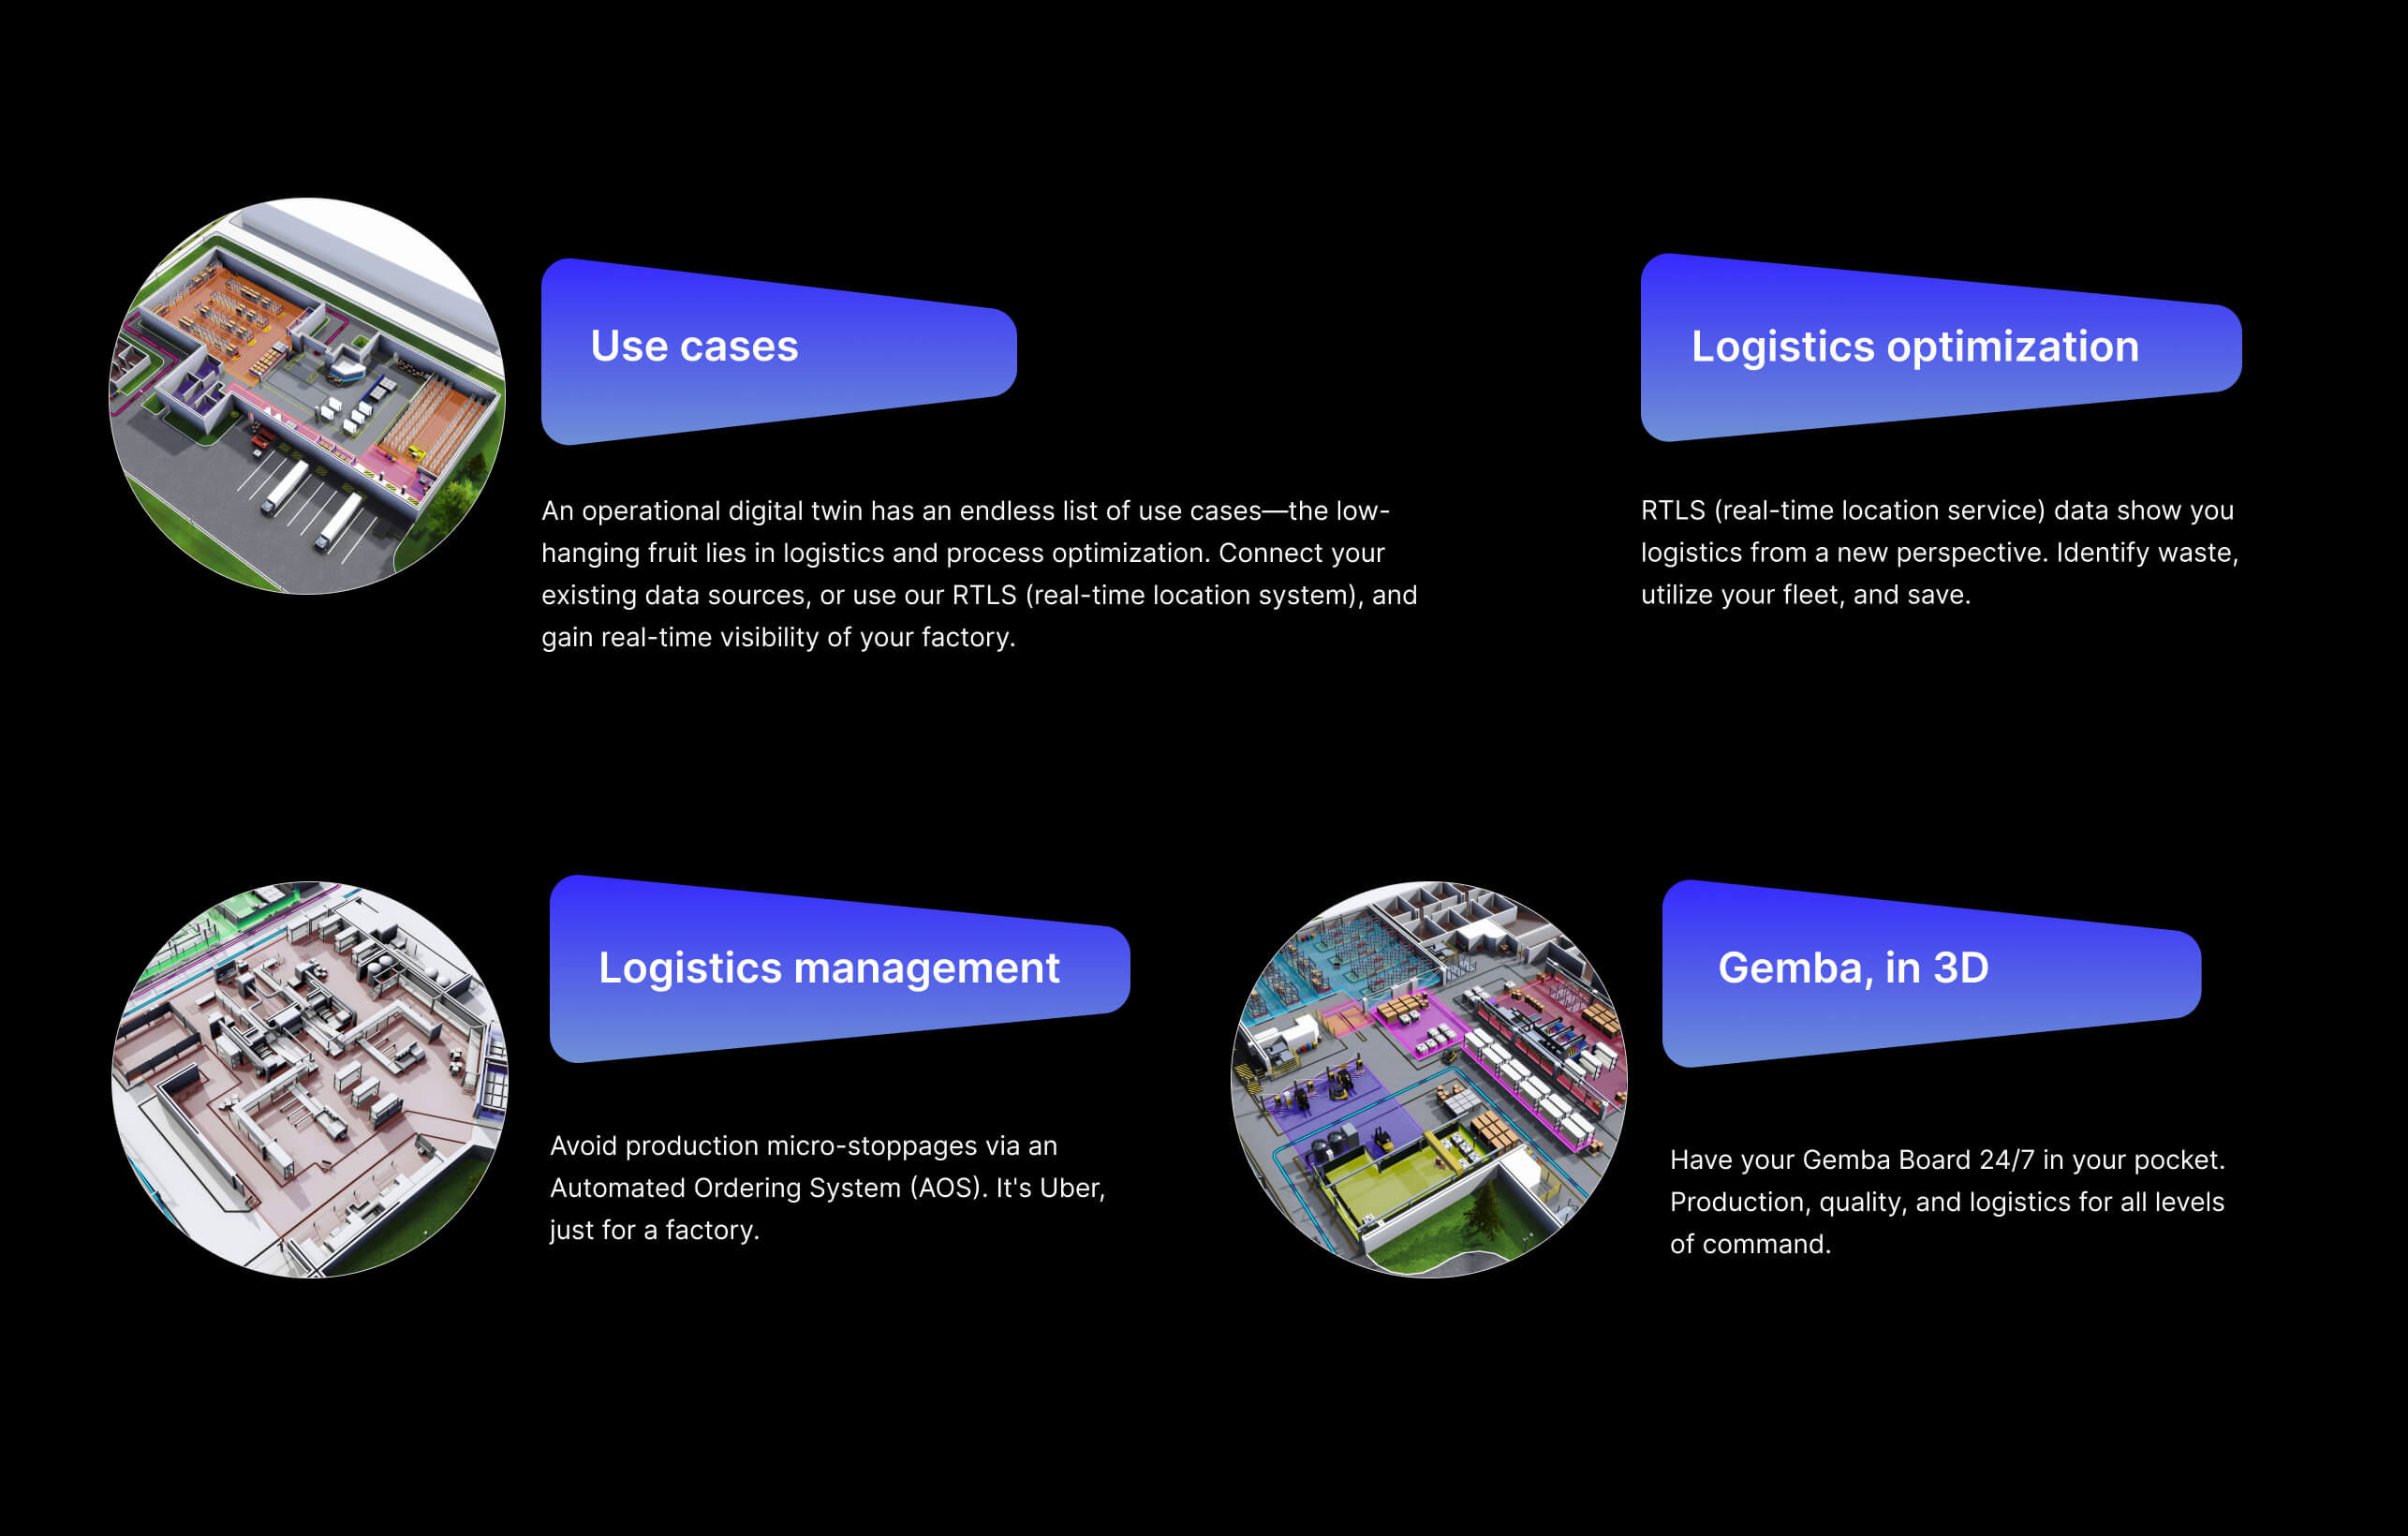 Use cases
An operational digital twin has an endless list of use cases—the low-
hanging fruit lies in logistics and process optimization. Connect your
existing data sources, or use our RTLS (real-time location system), and
gain real-time visibility of your factory.
Logistics optimization
RTLS (real-time location service) data show you
logistics from a new perspective. Identify waste,
utilize your fleet, and save.
Logistics management
Avoid production micro-stoppages via an
Automated Ordering System (AOS). It's Uber,
just for a factory.
Gemba, in 3D
Have your Gemba Board 24/7 in your pocket.
Production, quality, and logistics for all levels
of command.